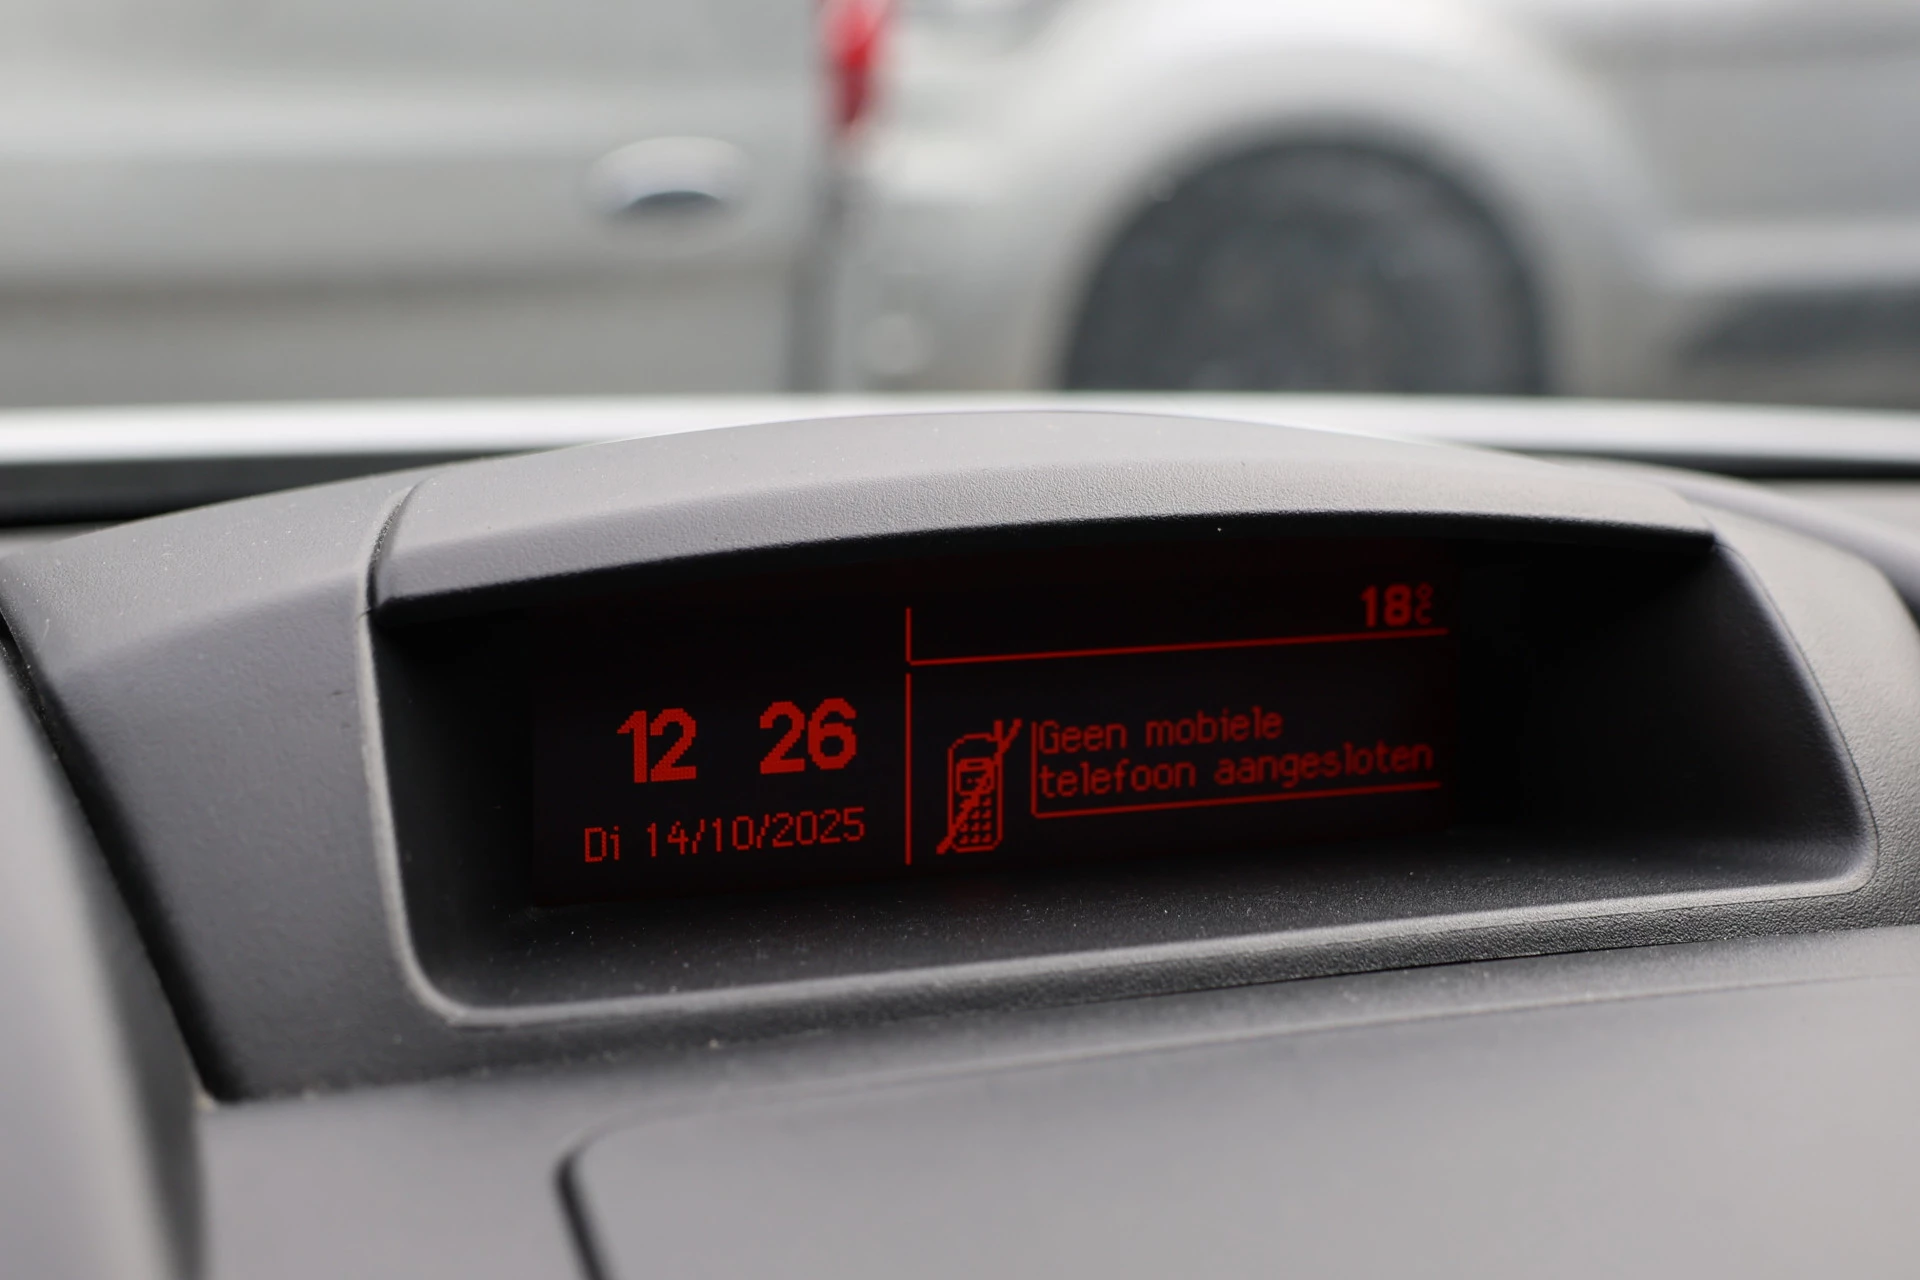 18°C
12 26
Di 14/10/2025
Geen mobiele
telefoon aangesloten